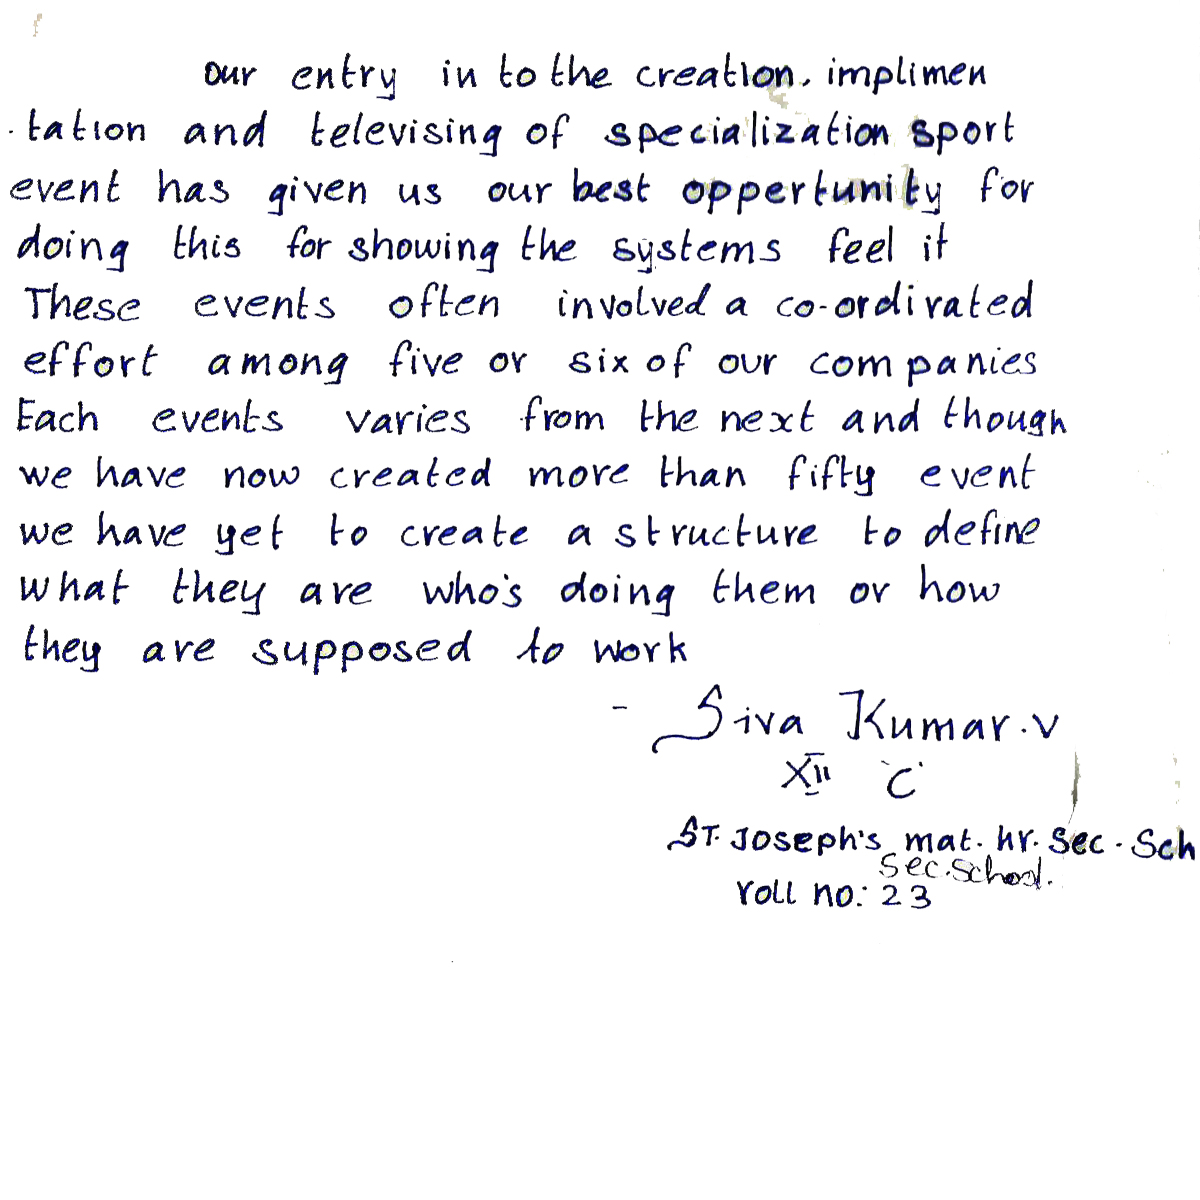 our entry in to the creation. implimen
tation and televising of specialization sport
event has given us our best oppertunity for
doing this for showing the systems feel it
These events often involved a co-ordirated
effort among five or six of our companies
Each events varies from the next and though
we have now created more than fifty event
we have yet to create a structure to define
what they are who's doing them or how
they are supposed to work
- Siva Kumar.V
XII 'C'
ST. Joseph's mat. hr. Sec. Sch
Sec. School.
roll no: 23